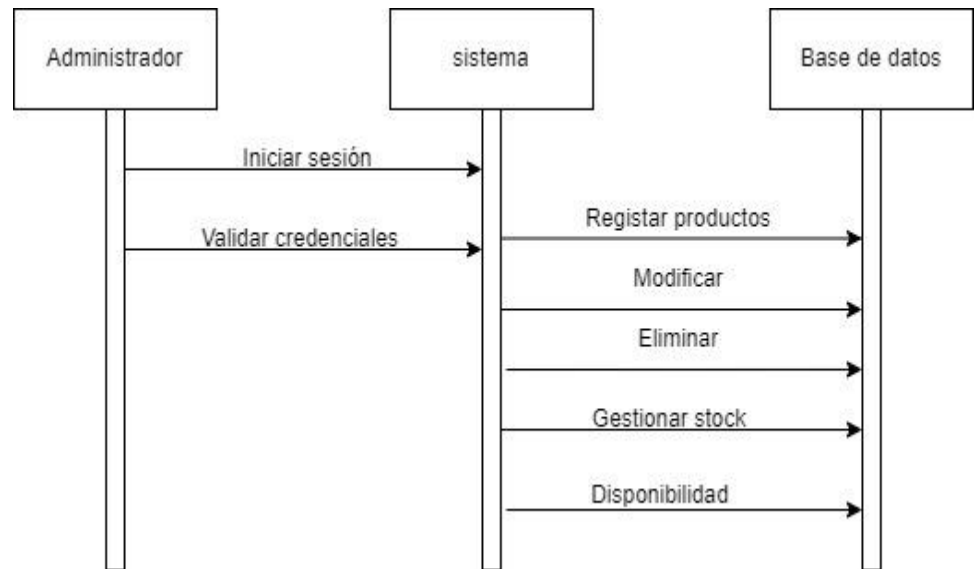 Administrador
sistema
Base de datos
Iniciar sesión
Registar productos
Validar credenciales
Modificar
Eliminar
Gestionar stock
Disponibilidad